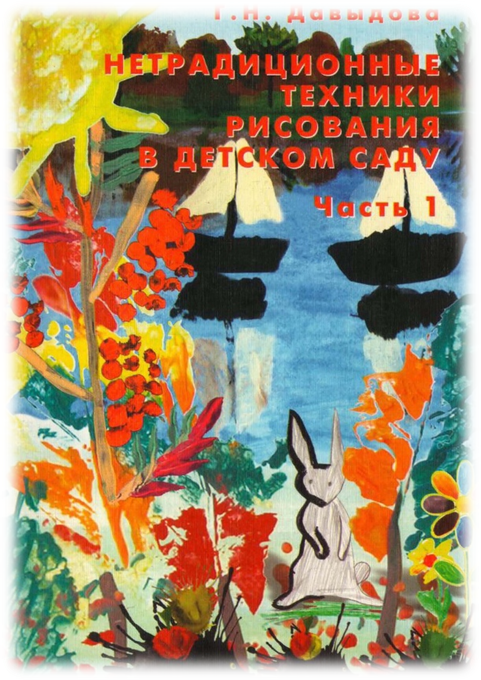 Г.Н. Давыдова
НЕТРАДИЦИОННЫЕ
ТЕХНИКИ
РИСОВАНИЯ
В ДЕТСКОМ САДУ
Часть 1